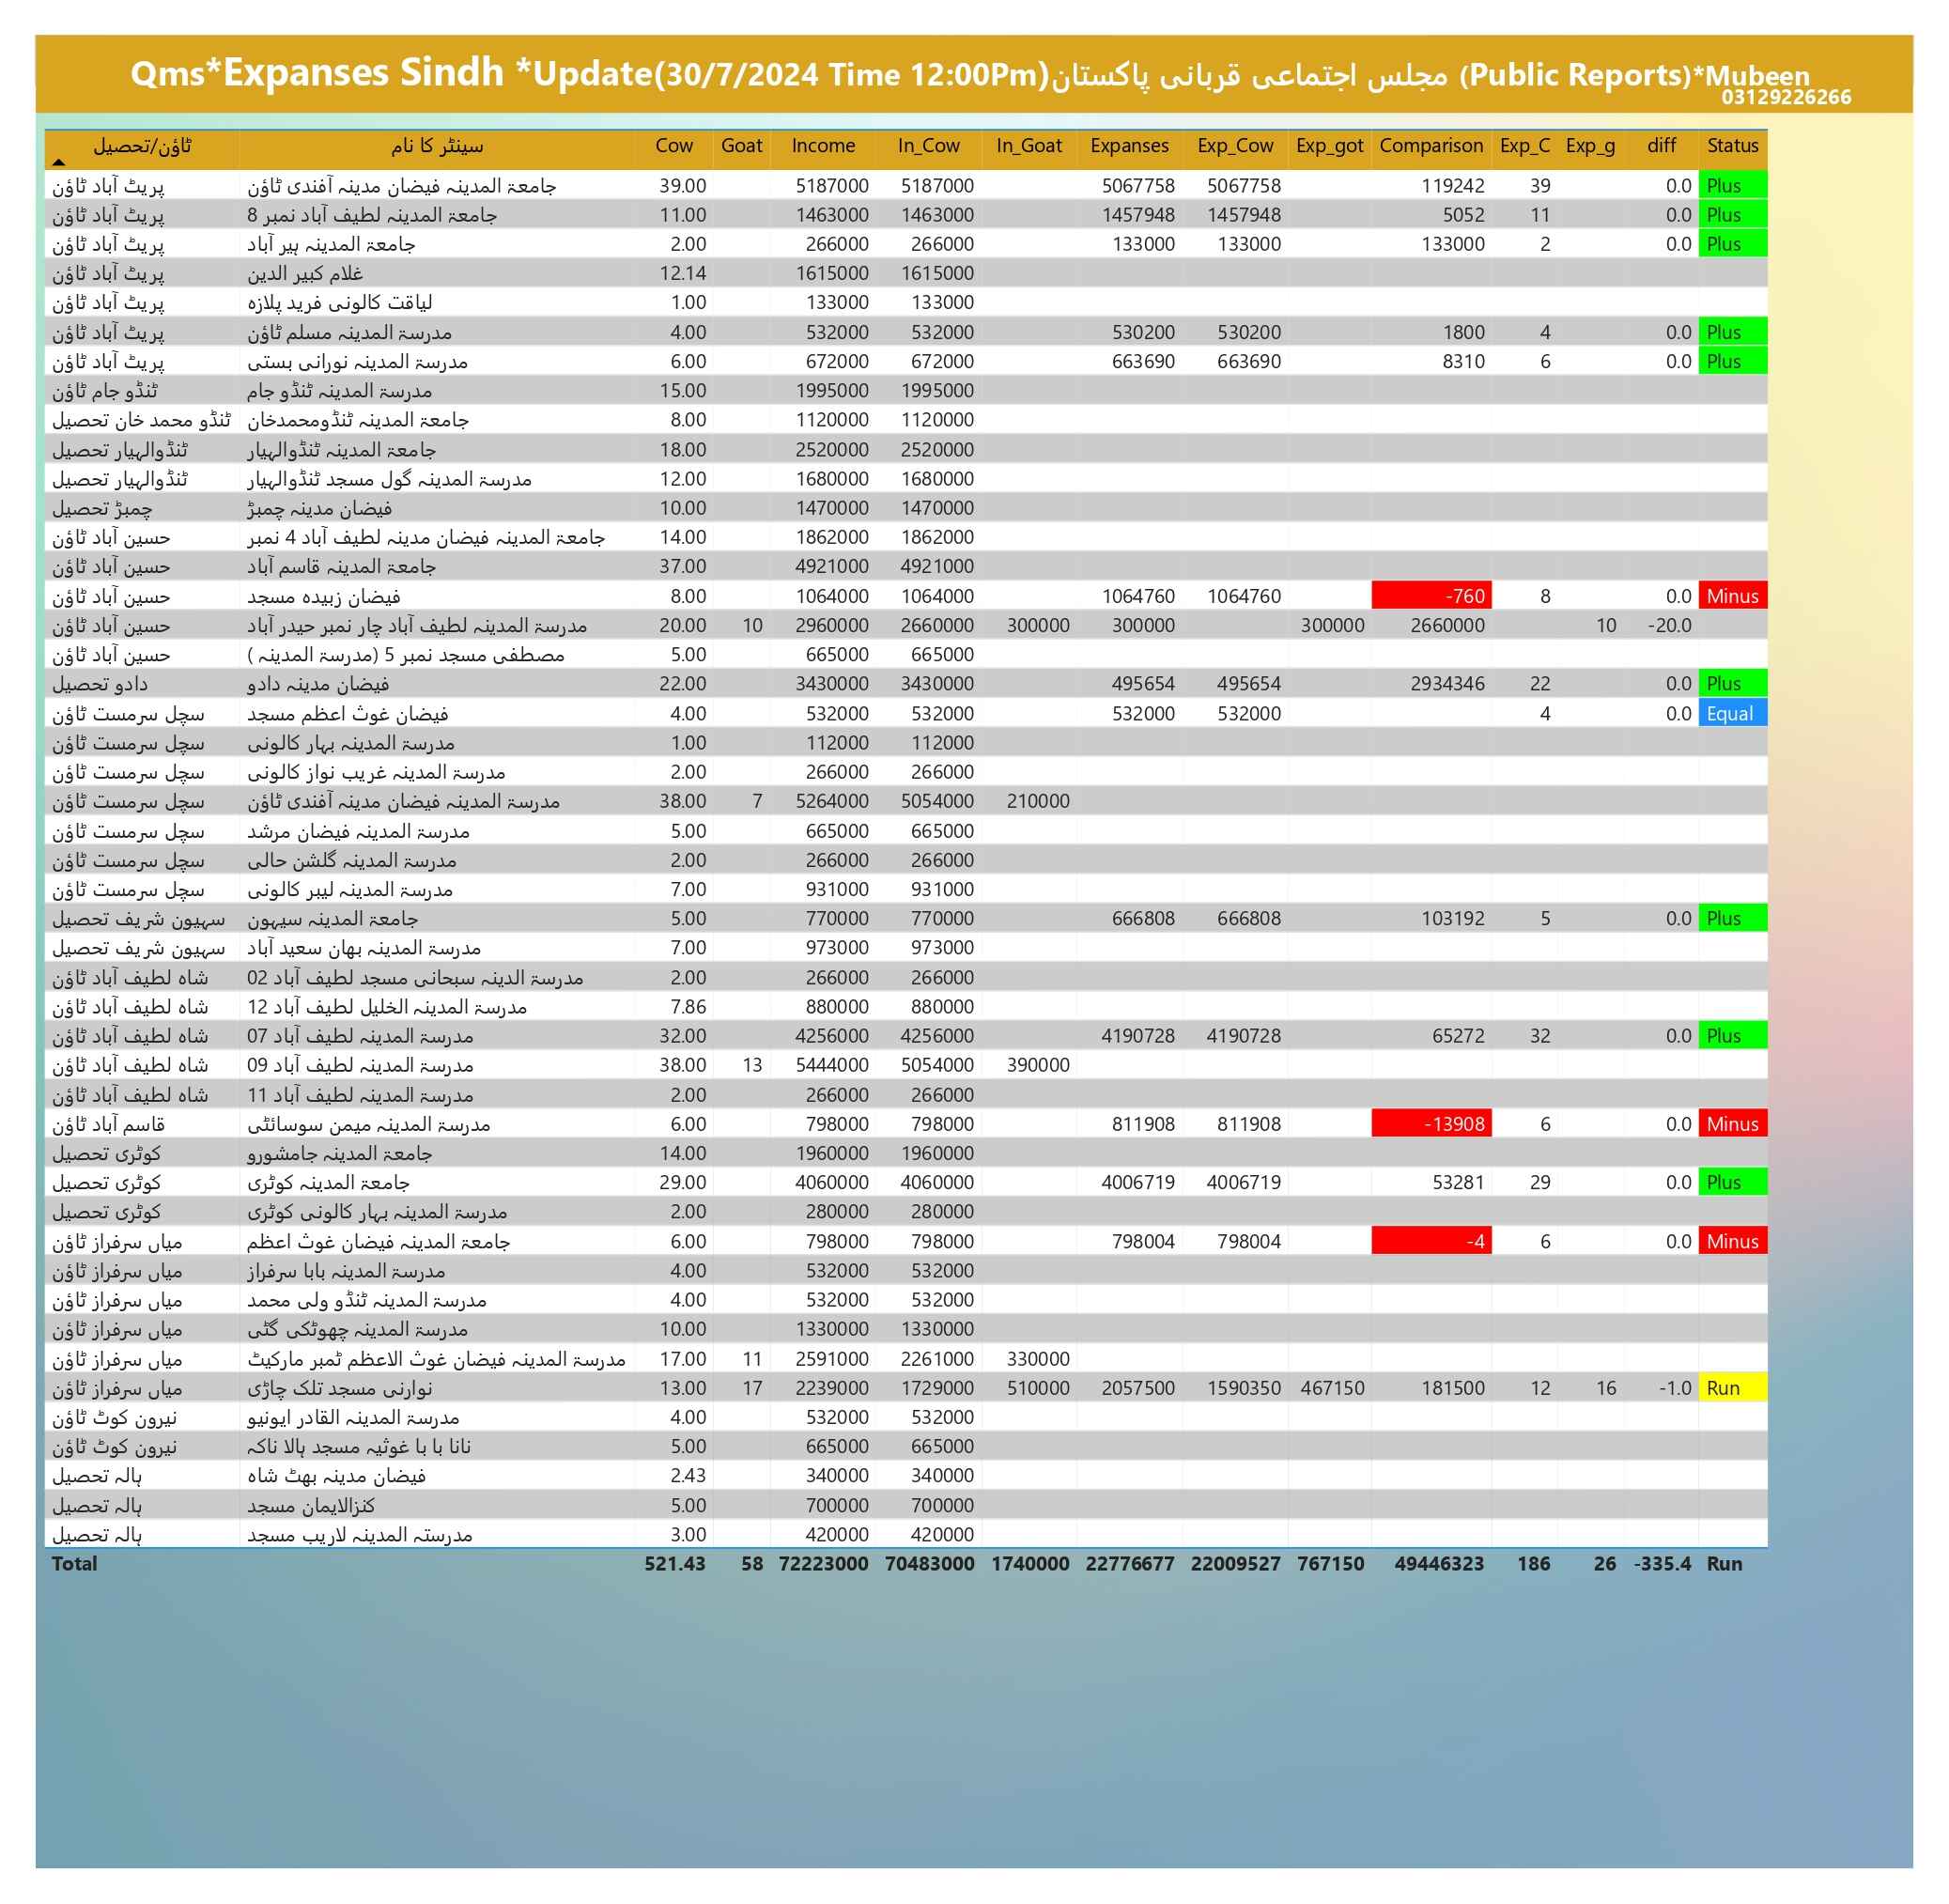 Qms*Expanses Sindh *Update(30/7/2024 Time 12:00Pm)مجلس اجتماعی قربانی پاکستان (Public Reports)*Mubeen
03129226266
ٹاؤن/تحصیل سینٹر کا نام Cow Goat Income In_Cow In_Goat Expanses Exp_Cow Exp_got Comparison Exp_C Exp_g diff Status
پریٹ آباد ٹاؤن جامعۃ المدینہ فیضان مدینہ آفندی ٹاؤن 39.00 5187000 5187000 5067758 5067758 119242 39 0.0 Plus
پریٹ آباد ٹاؤن جامعۃ المدینہ لطیف آباد نمبر 8 11.00 1463000 1463000 1457948 1457948 5052 11 0.0 Plus
پریٹ آباد ٹاؤن جامعۃ المدینہ ہیر آباد 2.00 266000 266000 133000 133000 133000 2 0.0 Plus
پریٹ آباد ٹاؤن غلام کبیر الدین 12.14 1615000 1615000
پریٹ آباد ٹاؤن لیاقت کالونی فرید پلازہ 1.00 133000 133000
پریٹ آباد ٹاؤن مدرسۃ المدینہ مسلم ٹاؤن 4.00 532000 532000 530200 530200 1800 4 0.0 Plus
پریٹ آباد ٹاؤن مدرسۃ المدینہ نورانی بستی 6.00 672000 672000 663690 663690 8310 6 0.0 Plus
ٹنڈو جام ٹاؤن مدرسۃ المدینہ ٹنڈو جام 15.00 1995000 1995000
ٹنڈو محمد خان تحصیل جامعۃ المدینہ ٹنڈومحمدخان 8.00 1120000 1120000
ٹنڈوالہیار تحصیل جامعۃ المدینہ ٹنڈوالہیار 18.00 2520000 2520000
ٹنڈوالہیار تحصیل مدرسۃ المدینہ گول مسجد ٹنڈوالہیار 12.00 1680000 1680000
چمبڑ تحصیل فیضان مدینہ چمبڑ 10.00 1470000 1470000
حسین آباد ٹاؤن جامعۃ المدینہ فیضان مدینہ لطیف آباد 4 نمبر 14.00 1862000 1862000
حسین آباد ٹاؤن جامعۃ المدینہ قاسم آباد 37.00 4921000 4921000
حسین آباد ٹاؤن فیضان زبیدہ مسجد 8.00 1064000 1064000 1064760 1064760 -760 8 0.0 Minus
حسین آباد ٹاؤن مدرسۃ المدینہ لطیف آباد چار نمبر حیدر آباد 20.00 10 2960000 2660000 300000 300000 300000 2660000 10 -20.0
حسین آباد ٹاؤن مصطفی مسجد نمبر 5 (مدرسۃ المدینہ ) 5.00 665000 665000
دادو تحصیل فیضان مدینہ دادو 22.00 3430000 3430000 495654 495654 2934346 22 0.0 Plus
سچل سرمست ٹاؤن فیضان غوث اعظم مسجد 4.00 532000 532000 532000 532000 4 0.0 Equal
سچل سرمست ٹاؤن مدرسۃ المدینہ بہار کالونی 1.00 112000 112000
سچل سرمست ٹاؤن مدرسۃ المدینہ غریب نواز کالونی 2.00 266000 266000
سچل سرمست ٹاؤن مدرسۃ المدینہ فیضان مدینہ آفندی ٹاؤن 38.00 7 5264000 5054000 210000
سچل سرمست ٹاؤن مدرسۃ المدینہ فیضان مرشد 5.00 665000 665000
سچل سرمست ٹاؤن مدرسۃ المدینہ گلشن حالی 2.00 266000 266000
سچل سرمست ٹاؤن مدرسۃ المدینہ لیبر کالونی 7.00 931000 931000
سہیون شریف تحصیل جامعۃ المدینہ سیہون 5.00 770000 770000 666808 666808 103192 5 0.0 Plus
سہیون شریف تحصیل مدرسۃ المدینہ بھان سعید آباد 7.00 973000 973000
شاہ لطیف آباد ٹاؤن مدرسۃ الدینہ سبحانی مسجد لطیف آباد 02 2.00 266000 266000
شاہ لطیف آباد ٹاؤن مدرسۃ المدینہ الخلیل لطیف آباد 12 7.86 880000 880000
شاہ لطیف آباد ٹاؤن مدرسۃ المدینہ لطیف آباد 07 32.00 4256000 4256000 4190728 4190728 65272 32 0.0 Plus
شاہ لطیف آباد ٹاؤن مدرسۃ المدینہ لطیف آباد 09 38.00 13 5444000 5054000 390000
شاہ لطیف آباد ٹاؤن مدرسۃ المدینہ لطیف آباد 11 2.00 266000 266000
قاسم آباد ٹاؤن مدرسۃ المدینہ میمن سوسائٹی 6.00 798000 798000 811908 811908 -13908 6 0.0 Minus
کوٹری تحصیل جامعۃ المدینہ جامشورو 14.00 1960000 1960000
کوٹری تحصیل جامعۃ المدینہ کوٹری 29.00 4060000 4060000 4006719 4006719 53281 29 0.0 Plus
کوٹری تحصیل مدرسۃ المدینہ بہار کالونی کوٹری 2.00 280000 280000
میاں سرفراز ٹاؤن جامعۃ المدینہ فیضان غوث اعظم 6.00 798000 798000 798004 798004 -4 6 0.0 Minus
میاں سرفراز ٹاؤن مدرسۃ المدینہ بابا سرفراز 4.00 532000 532000
میاں سرفراز ٹاؤن مدرسۃ المدینہ ٹنڈو ولی محمد 4.00 532000 532000
میاں سرفراز ٹاؤن مدرسۃ المدینہ چھوٹکی گٹی 10.00 1330000 1330000
میاں سرفراز ٹاؤن مدرسۃ المدینہ فیضان غوث الاعظم ٹمبر مارکیٹ 17.00 11 2591000 2261000 330000
میاں سرفراز ٹاؤن نوارنی مسجد تلک چاڑی 13.00 17 2239000 1729000 510000 2057500 1590350 467150 181500 12 16 -1.0 Run
نیرون کوٹ ٹاؤن مدرسۃ المدینہ القادر ایونیو 4.00 532000 532000
نیرون کوٹ ٹاؤن نانا با با غوثیہ مسجد ہالا ناکہ 5.00 665000 665000
ہالہ تحصیل فیضان مدینہ بھٹ شاہ 2.43 340000 340000
ہالہ تحصیل کنزالایمان مسجد 5.00 700000 700000
ہالہ تحصیل مدرستہ المدینہ لاریب مسجد 3.00 420000 420000
Total 521.43 58 72223000 70483000 1740000 22776677 22009527 767150 49446323 186 26 -335.4 Run